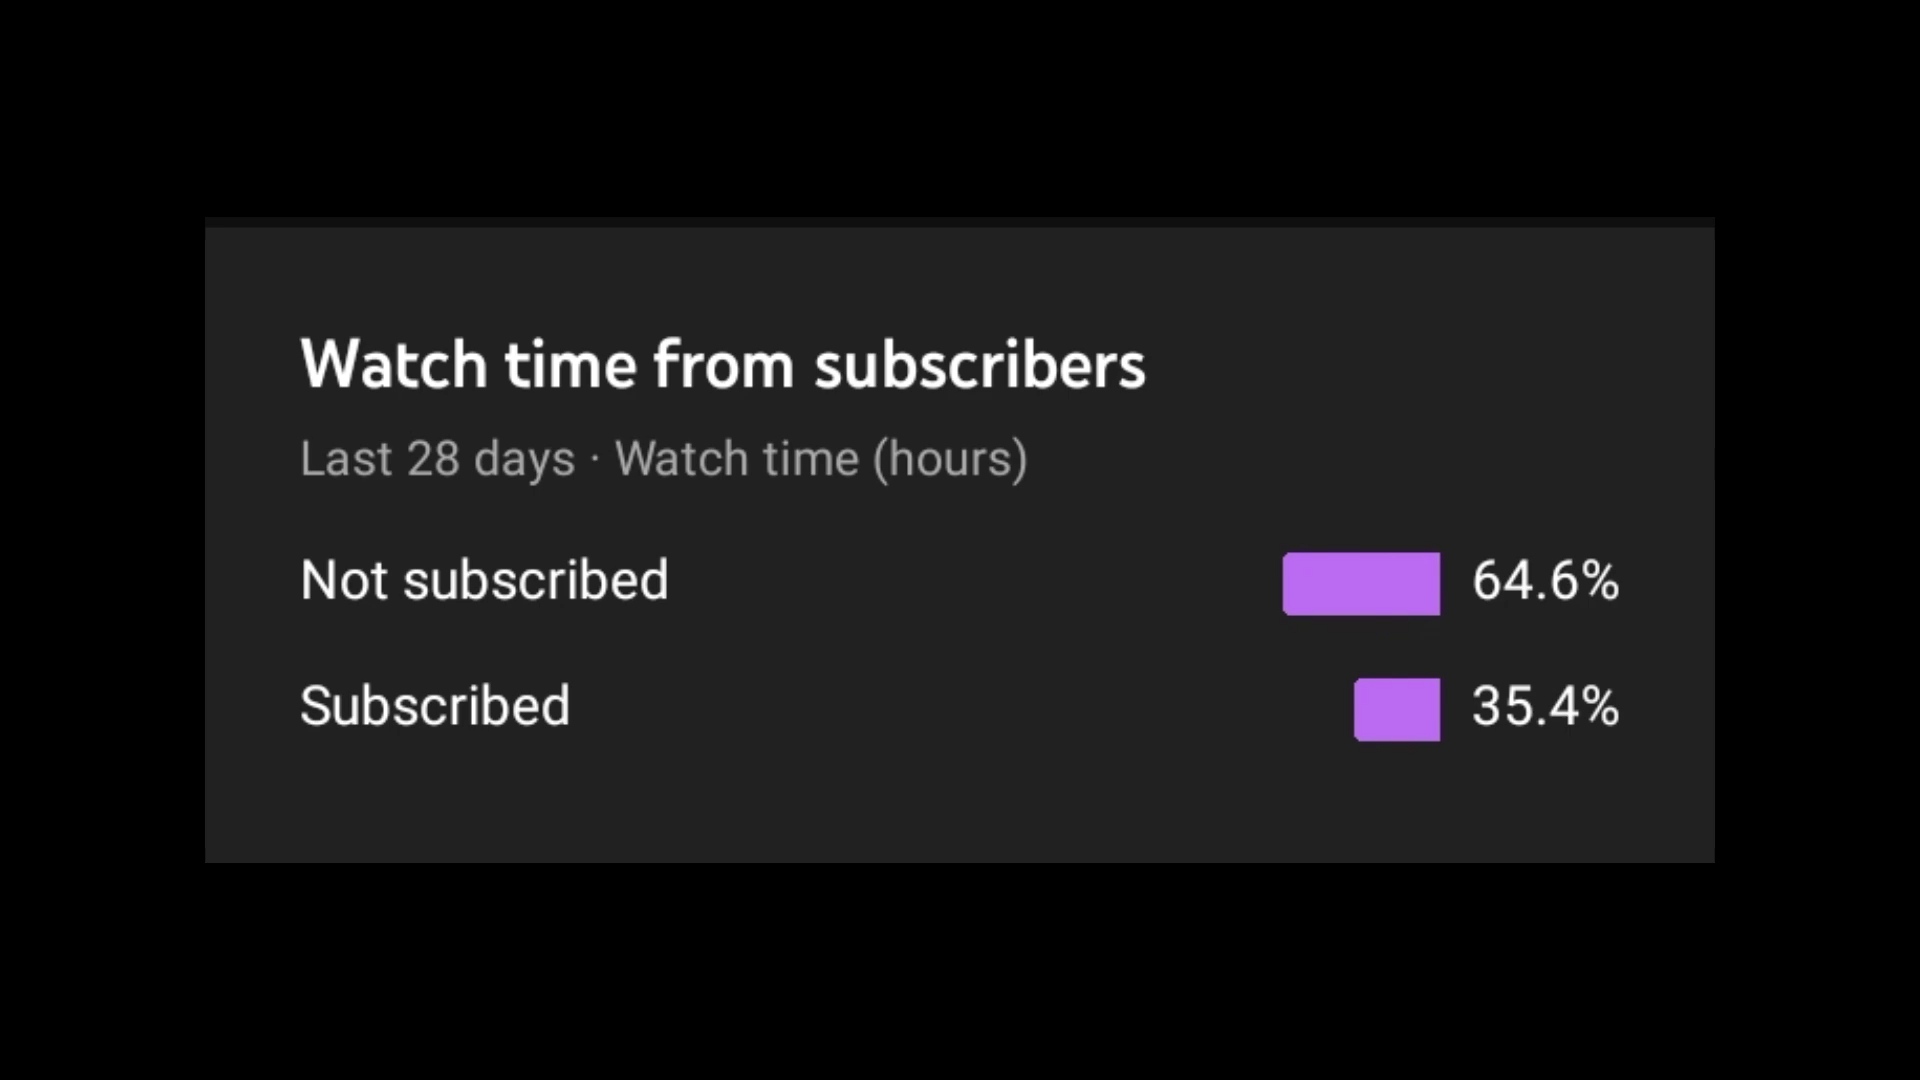 Watch time from subscribers
Last 28 days · Watch time (hours)
Not subscribed 64.6%
Subscribed 35.4%